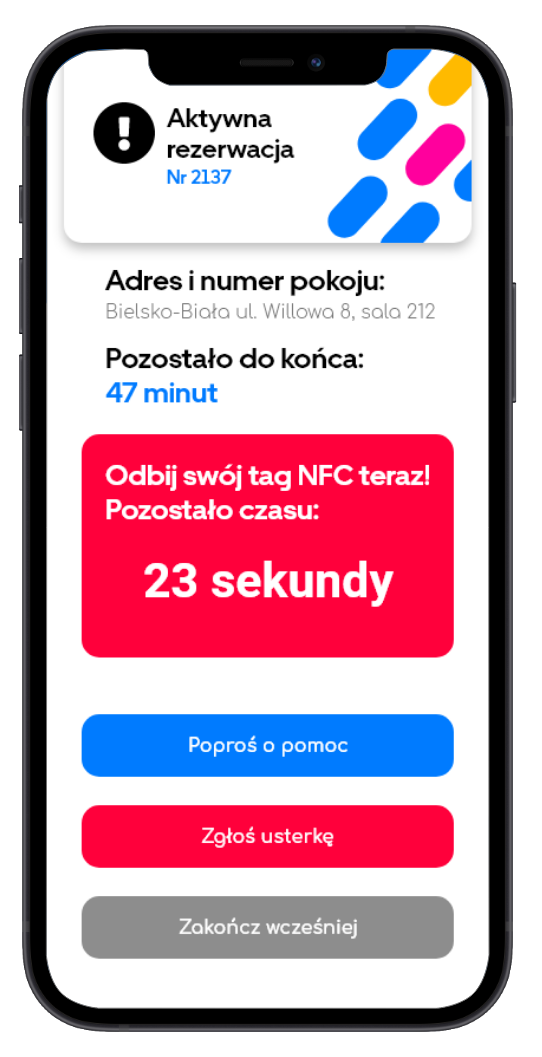 Aktywna
rezerwacja
Nr 2137
Adres i numer pokoju:
Bielsko-Biała ul. Willowa 8, sala 212
Pozostało do końca:
47 minut
Odbij swój tag NFC teraz!
Pozostało czasu:
23 sekundy
Poproś o pomoc
Zgłoś usterkę
Zakończ wcześniej